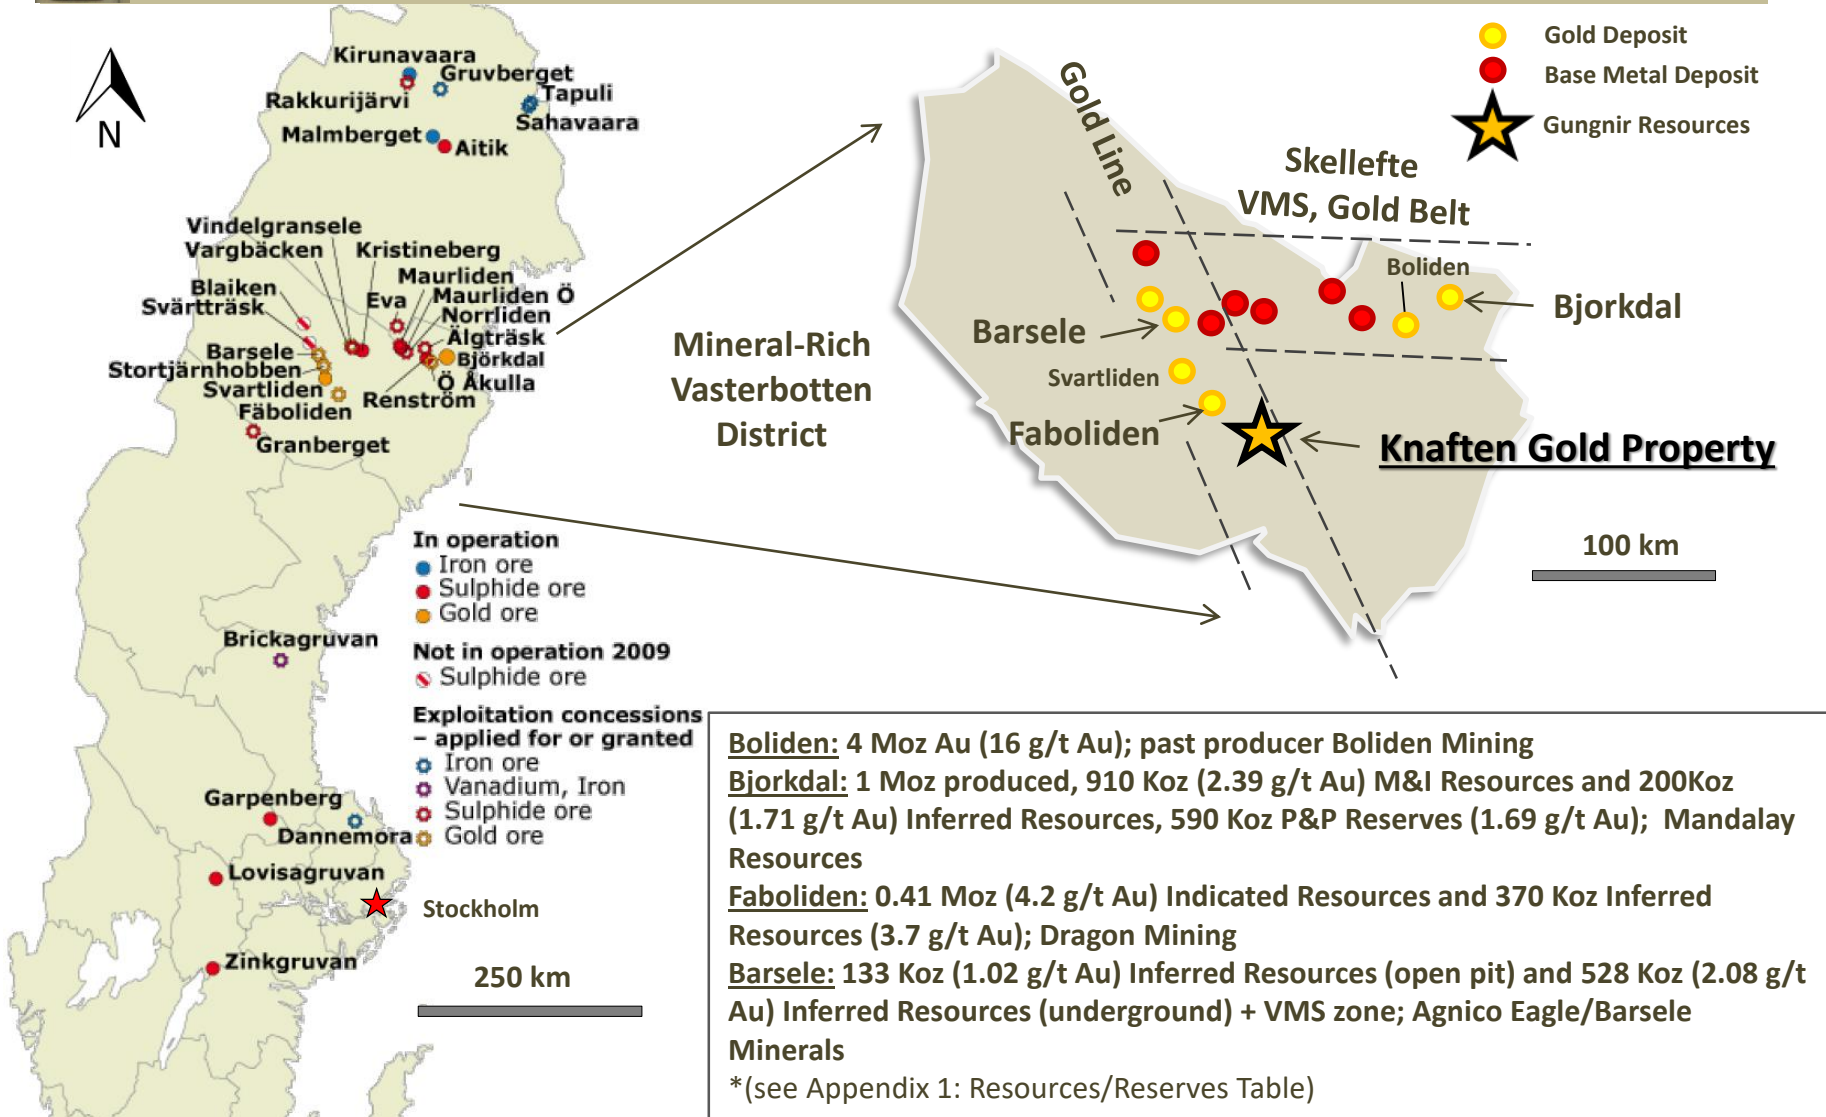 N
Kirunavaara
Gruvberget
Rakkurijärvi
Tapuli
Sahavaara
Malmberget
Aitik
Vindelgransele
Vargbäcken
Kristineberg
Maurliden
Blaiken
Eva
Maurliden Ö
Svärtträsk
Norrliden
Älgträsk
Barsele
Björkdal
Stortjärnhobben
Ö Åkulla
Svartliden
Renström
Fäboliden
Granberget
In operation
Iron ore
Sulphide ore
Gold ore
Brickagruvan
Not in operation 2009
Sulphide ore
Exploitation concessions
– applied for or granted
Iron ore
Vanadium, Iron
Sulphide ore
Gold ore
Garpenberg
Dannemora
Lovisagruvan
Stockholm
Zinkgruvan
250 km
Mineral-Rich
Vasterbotten
District
Gold Deposit
Base Metal Deposit
Gungnir Resources
Gold Line
Skellefte
VMS, Gold Belt
Boliden
Bjorkdal
Barsele
Svartliden
Faboliden
Knaften Gold Property
100 km
Boliden: 4 Moz Au (16 g/t Au); past producer Boliden Mining
Bjorkdal: 1 Moz produced, 910 Koz (2.39 g/t Au) M&I Resources and 200Koz
(1.71 g/t Au) Inferred Resources, 590 Koz P&P Reserves (1.69 g/t Au); Mandalay
Resources
Faboliden: 0.41 Moz (4.2 g/t Au) Indicated Resources and 370 Koz Inferred
Resources (3.7 g/t Au); Dragon Mining
Barsele: 133 Koz (1.02 g/t Au) Inferred Resources (open pit) and 528 Koz (2.08 g/t
Au) Inferred Resources (underground) + VMS zone; Agnico Eagle/Barsele
Minerals
*(see Appendix 1: Resources/Reserves Table)